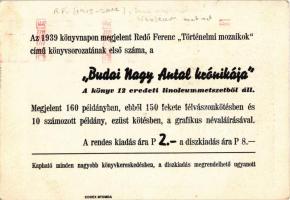 Az 1939 könyvnapon megjelent Redő Ferenc „Történelmi mozaikok"
című könyvsorozatának első száma, a
„Budai Nagy Antal krónikája"
A könyv 12 eredeti linoleummetszetből áll.
Megjelent 160 példányban, ebből 150 fekete félvászonkötésben és
10 számozott példány, ezüst kötésben, a grafikus névaláírásával.
A rendes kiadás ára P 2.- a díszkiadás ára P 8.-
Kapható minden nagyobb könyvkereskedésben, a díszkiadás megrendelhető ugyanott
CODEX NYOMDA